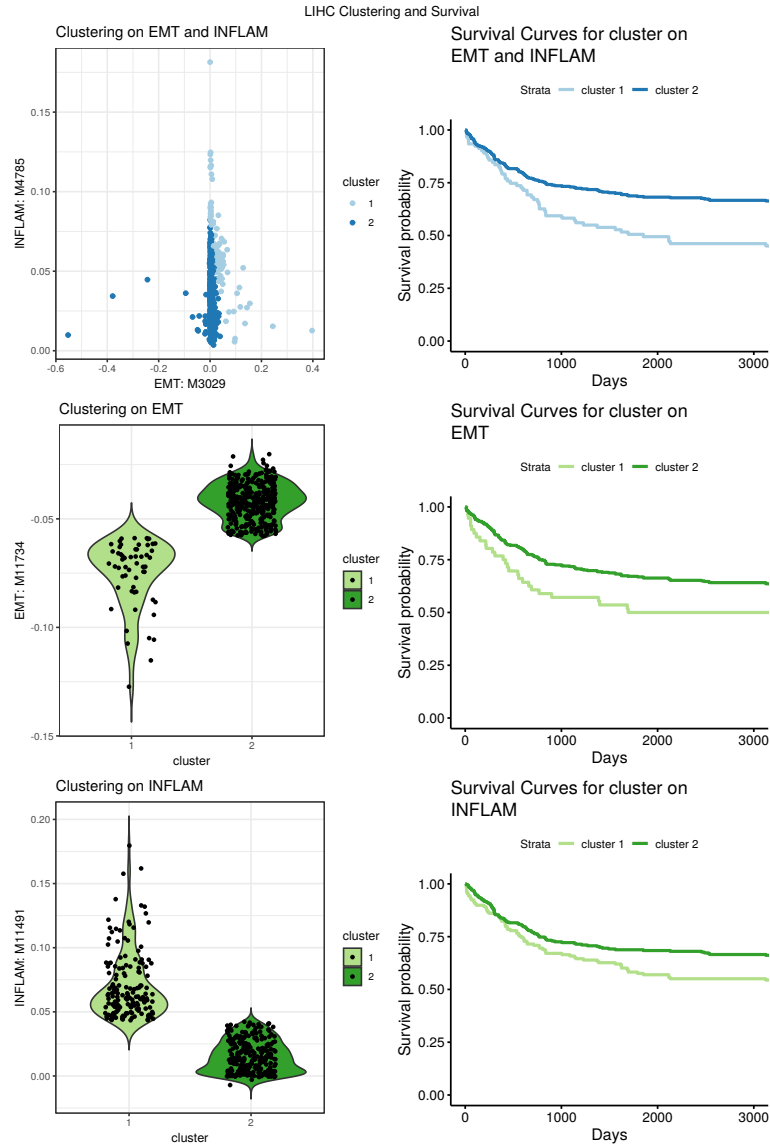 LIHC Clustering and Survival
Clustering on EMT and INFLAM
INFLAM: M4785
0.15
0.10
0.05
0.00
-0.6
-0.4
-0.2
0.0
0.2
0.4
EMT: M3029
cluster
1
2
Survival Curves for cluster on
EMT and INFLAM
Strata cluster 1 cluster 2
Survival probability
1.00
0.75
0.50
0.25
0.00
0
1000
2000
3000
Days
Clustering on EMT
EMT: M11734
-0.05
-0.10
-0.15
1
2
cluster
cluster
1
2
Survival Curves for cluster on
EMT
Strata cluster 1 cluster 2
Survival probability
1.00
0.75
0.50
0.25
0.00
0
1000
2000
3000
Days
Clustering on INFLAM
INFLAM: M11491
0.20
0.15
0.10
0.05
0.00
1
2
cluster
cluster
1
2
Survival Curves for cluster on
INFLAM
Strata cluster 1 cluster 2
Survival probability
1.00
0.75
0.50
0.25
0.00
0
1000
2000
3000
Days